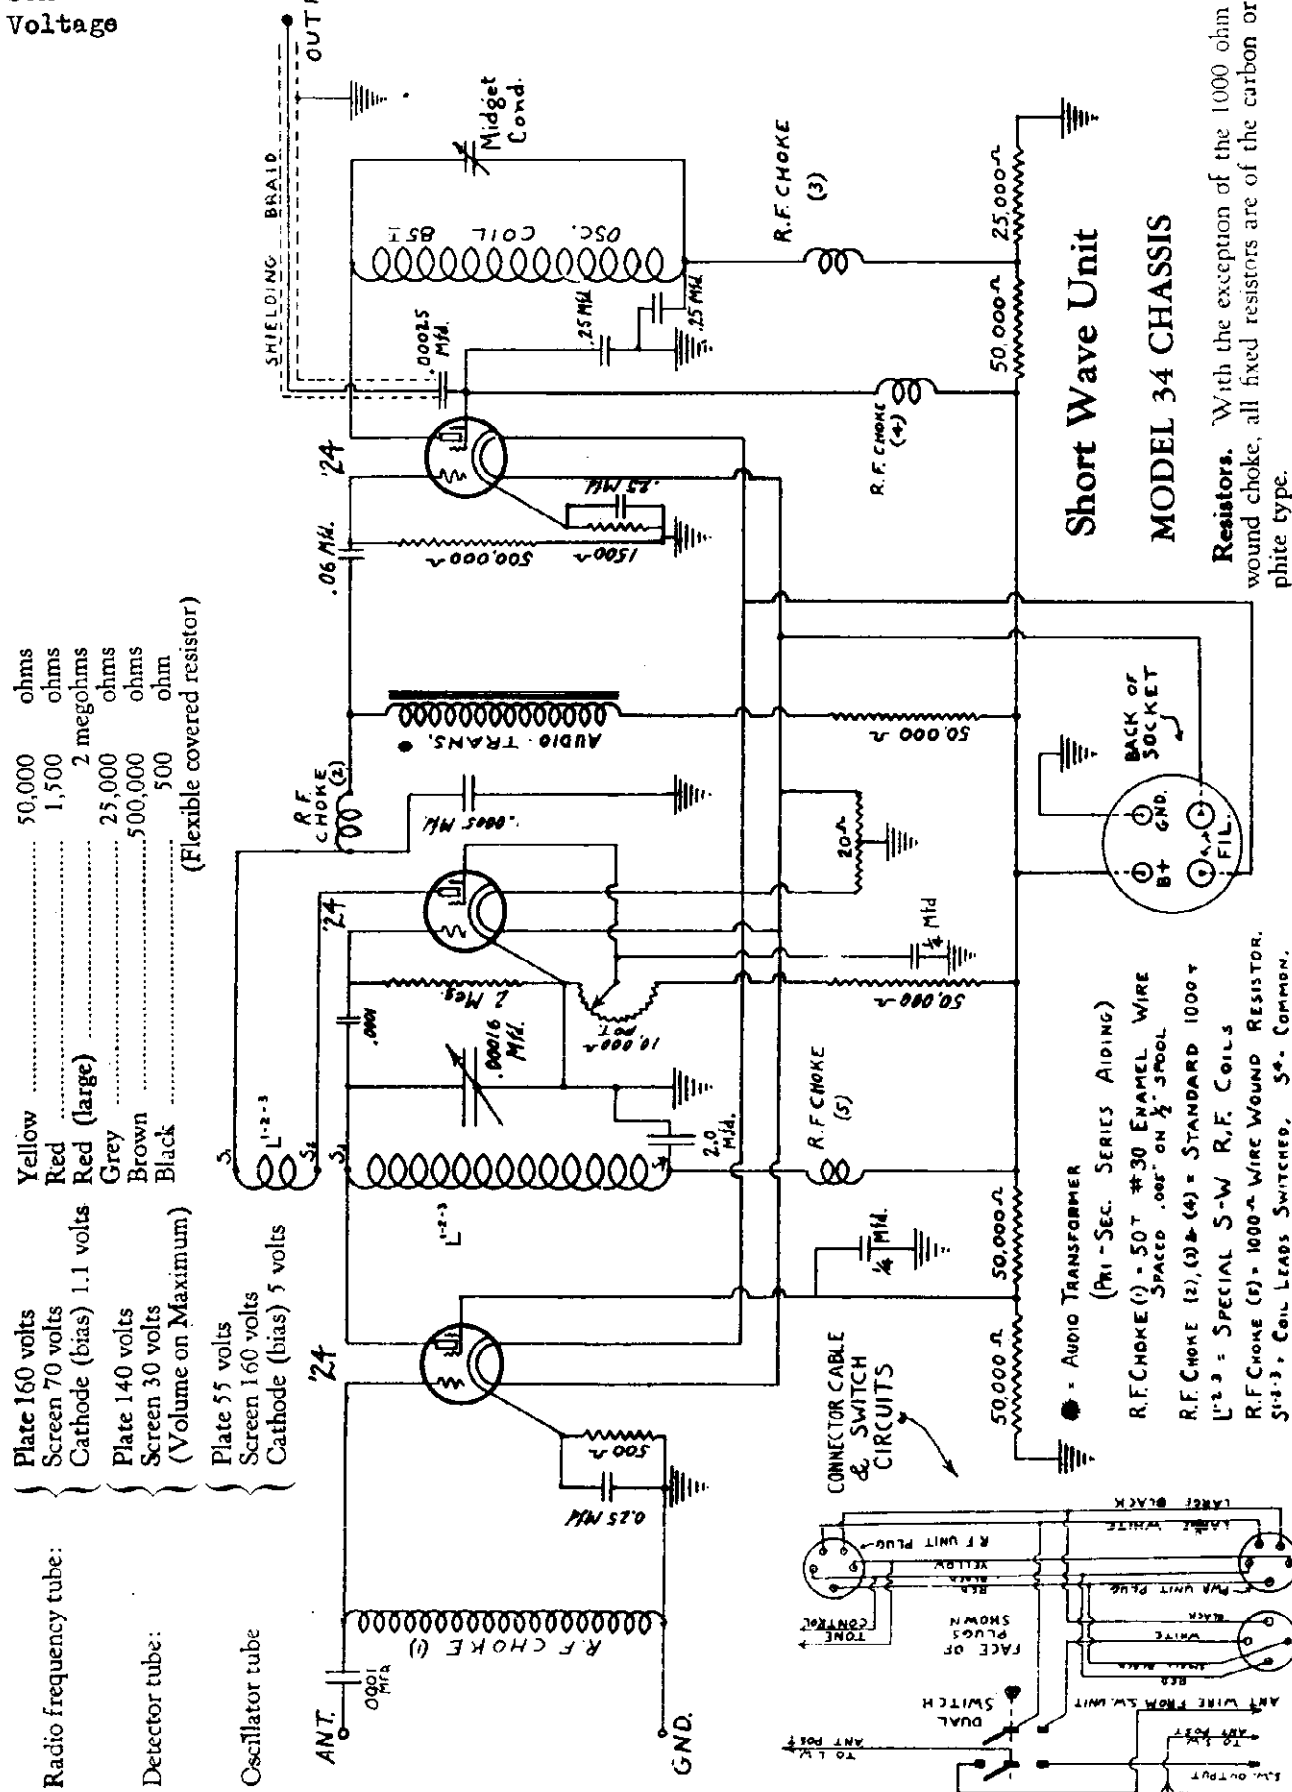 Voltage
Radio frequency tube:
Plate 160 volts
Screen 70 volts
Cathode (bias) 1.1 volts
Detector tube:
Plate 140 volts
Screen 30 volts
(Volume on Maximum)
Oscillator tube
Plate 55 volts
Screen 160 volts
Cathode (bias) 5 volts
Yellow .......... 50,000 ohms
Red .......... 1,500 ohms
Red (large) .......... 2 megohms
Grey .......... 25,000 ohms
Brown .......... 500,000 ohms
Black .......... 500 ohm
(Flexible covered resistor)
ANT.
GND.
R.F CHOKE (1)
0.25 Mfd
500Ω
'24
¼ Mfd.
S₁
L1-2-3
S₂
S₃
L1-2-3
S₄
2.0
Mfd.
.00016
Mfd.
.0001
2 Meg.
10,000Ω
POT.
'24
R.F. CHOKE
(5)
50,000Ω
¼ Mfd
20Ω
.0005 Mfd.
R F.
CHOKE
(2)
AUDIO - TRANS.
50,000 Ω
.06 Mfd.
500,000Ω
1500Ω
.25 Mfd
'24
.00025
Mfd.
SHIELDING BRAID
.25 Mfd.
.25 Mfd.
OSC. COIL 85I
Midget
Cond.
R.F. CHOKE
(3)
R.F. CHOKE
(4)
50,000Ω
50,000Ω
50,000Ω
25,000Ω
B+
GND.
FIL.
BACK OF
SOCKET
Short Wave Unit
MODEL 34 CHASSIS
Resistors. With the exception of the 1000 ohm
wound choke, all fixed resistors are of the carbon or
phite type.
= AUDIO TRANSFORMER
(PRI-SEC. SERIES AIDING)
R.F. CHOKE (1) = 50T #30 ENAMEL WIRE
SPACED .005" ON ½" SPOOL
R.F. CHOKE (2), (3) & (4) = STANDARD 1000T
L1-2-3 = SPECIAL S-W R.F. COILS
R.F CHOKE (5) = 1000Ω WIRE WOUND RESISTOR.
S1-2-3, COIL LEADS SWITCHED, S4- COMMON.
CONNECTOR CABLE
& SWITCH
CIRCUITS
R F UNIT PLUG
YELLOW
BLACK
RED
LARGE BLACK
LARGE WHITE
PWR UNIT PLUG
TONE
CONTROL
FACE OF
PLUGS
SHOWN
BLACK
WHITE
SMALL BLACK
RED
DUAL
SWITCH
ANT WIRE FROM S.W. UNIT
TO L.W.
ANT POST
TO S.W.
ANT POST
S.W. OUTPUT